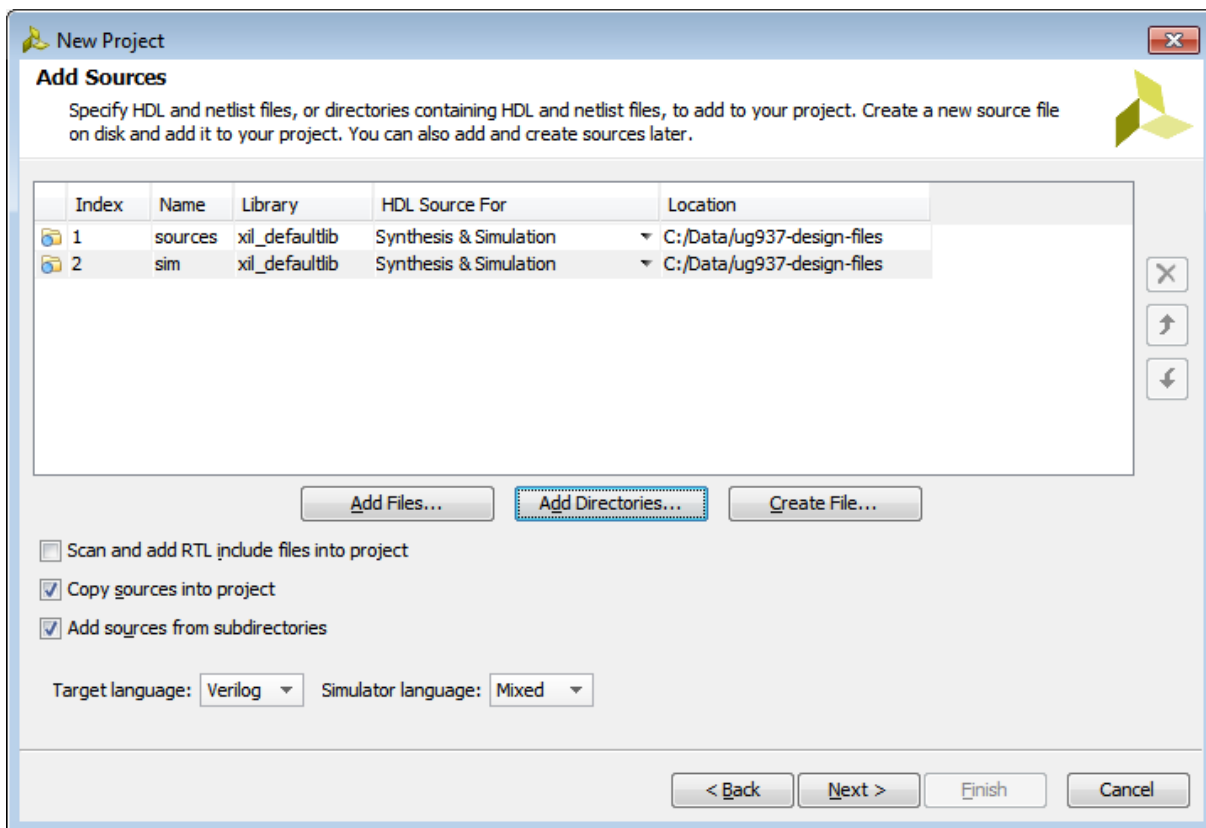 New Project
Add Sources
Specify HDL and netlist files, or directories containing HDL and netlist files, to add to your project. Create a new source file
on disk and add it to your project. You can also add and create sources later.
Index Name Library HDL Source For Location
1 sources xil_defaultlib Synthesis & Simulation C:/Data/ug937-design-files
2 sim xil_defaultlib Synthesis & Simulation C:/Data/ug937-design-files
Add Files... Add Directories... Create File...
Scan and add RTL include files into project
Copy sources into project
Add sources from subdirectories
Target language: Verilog Simulator language: Mixed
< Back Next > Finish Cancel